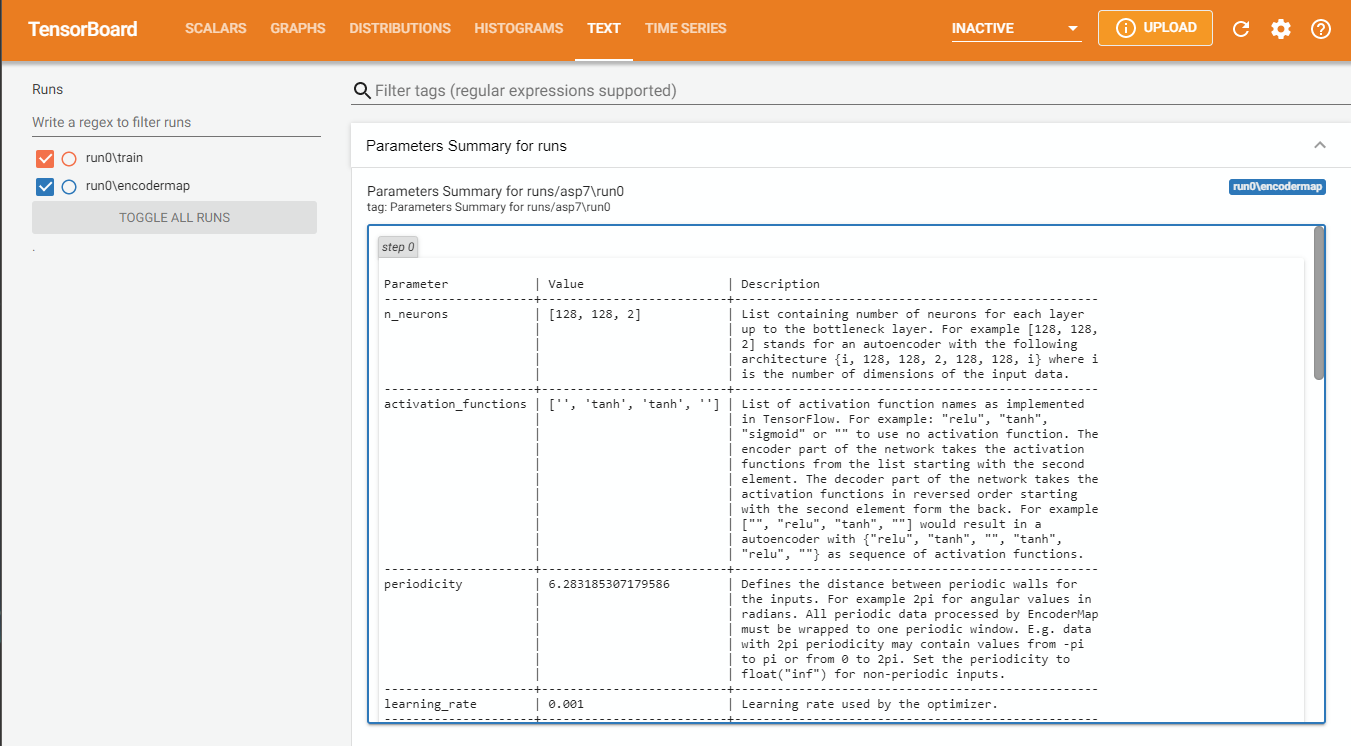 TensorBoard SCALARS GRAPHS DISTRIBUTIONS HISTOGRAMS TEXT TIME SERIES INACTIVE UPLOAD
Runs
Write a regex to filter runs
run0\train
run0\encodermap
TOGGLE ALL RUNS
.
Filter tags (regular expressions supported)
Parameters Summary for runs
Parameters Summary for runs/asp7\run0
run0\encodermap
tag: Parameters Summary for runs/asp7\run0
step 0
Parameter | Value | Description
---------------------+--------------------------+---------------------------------------------------
n_neurons | [128, 128, 2] | List containing number of neurons for each layer
| | up to the bottleneck layer. For example [128, 128,
| | 2] stands for an autoencoder with the following
| | architecture {i, 128, 128, 2, 128, 128, i} where i
| | is the number of dimensions of the input data.
---------------------+--------------------------+---------------------------------------------------
activation_functions | ['', 'tanh', 'tanh', ''] | List of activation function names as implemented
| | in TensorFlow. For example: "relu", "tanh",
| | "sigmoid" or "" to use no activation function. The
| | encoder part of the network takes the activation
| | functions from the list starting with the second
| | element. The decoder part of the network takes the
| | activation functions in reversed order starting
| | with the second element form the back. For example
| | ["", "relu", "tanh", ""] would result in a
| | autoencoder with {"relu", "tanh", "", "tanh",
| | "relu", ""} as sequence of activation functions.
---------------------+--------------------------+---------------------------------------------------
periodicity | 6.283185307179586 | Defines the distance between periodic walls for
| | the inputs. For example 2pi for angular values in
| | radians. All periodic data processed by EncoderMap
| | must be wrapped to one periodic window. E.g. data
| | with 2pi periodicity may contain values from -pi
| | to pi or from 0 to 2pi. Set the periodicity to
| | float("inf") for non-periodic inputs.
---------------------+--------------------------+---------------------------------------------------
learning_rate | 0.001 | Learning rate used by the optimizer.
---------------------+--------------------------+---------------------------------------------------